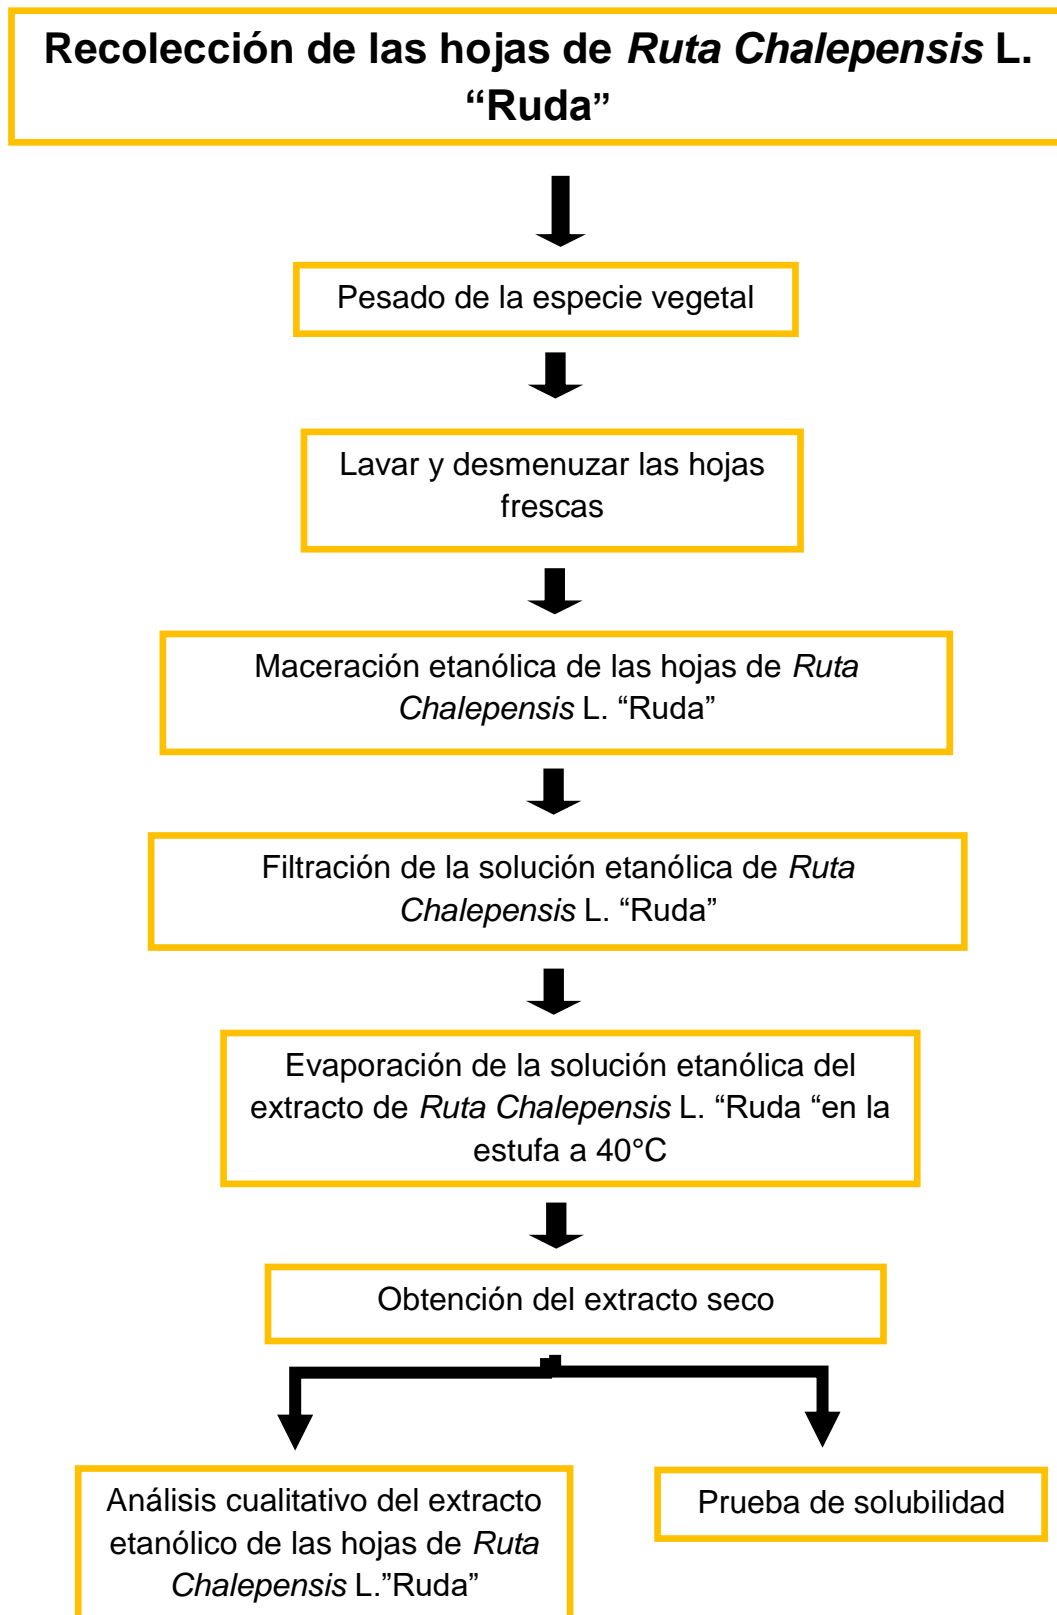 Recolección de las hojas de Ruta Chalepensis L.
“Ruda”
Pesado de la especie vegetal
Lavar y desmenuzar las hojas
frescas
Maceración etanólica de las hojas de Ruta
Chalepensis L. “Ruda”
Filtración de la solución etanólica de Ruta
Chalepensis L. “Ruda”
Evaporación de la solución etanólica del
extracto de Ruta Chalepensis L. “Ruda “en la
estufa a 40°C
Obtención del extracto seco
Análisis cualitativo del extracto
etanólico de las hojas de Ruta
Chalepensis L.”Ruda”
Prueba de solubilidad